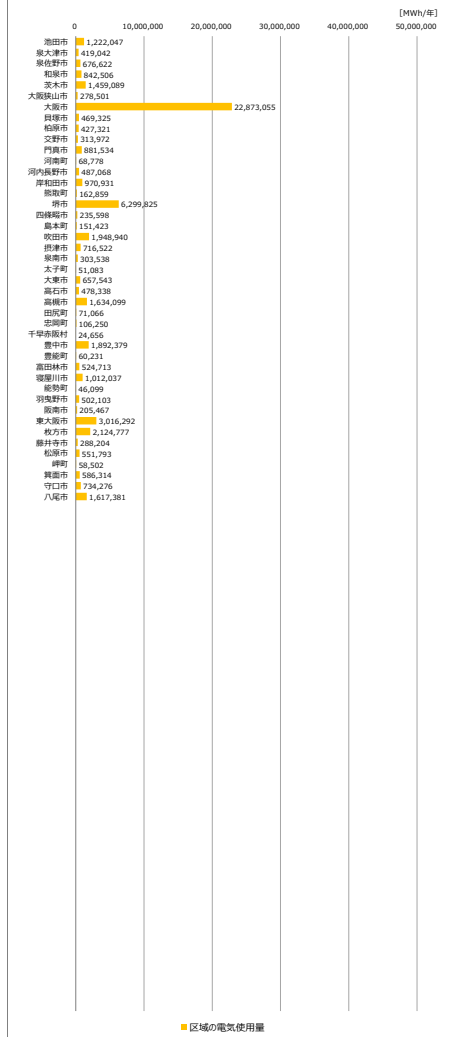 [MWh/年]
0 10,000,000 20,000,000 30,000,000 40,000,000 50,000,000
池田市 1,222,047
泉大津市 419,042
泉佐野市 676,622
和泉市 842,506
茨木市 1,459,089
大阪狭山市 278,501
大阪市 22,873,055
貝塚市 469,325
柏原市 427,321
交野市 313,972
門真市 881,534
河南町 68,778
河内長野市 487,068
岸和田市 970,931
熊取町 162,859
堺市 6,299,825
四條畷市 235,598
島本町 151,423
吹田市 1,948,940
摂津市 716,522
泉南市 303,538
太子町 51,083
大東市 657,543
高石市 478,338
高槻市 1,634,099
田尻町 71,066
忠岡町 106,250
千早赤阪村 24,656
豊中市 1,892,379
豊能町 60,231
富田林市 524,713
寝屋川市 1,012,037
能勢町 46,099
羽曳野市 502,103
阪南市 205,467
東大阪市 3,016,292
枚方市 2,124,777
藤井寺市 288,204
松原市 551,793
岬町 58,502
箕面市 586,314
守口市 734,276
八尾市 1,617,381
区域の電気使用量